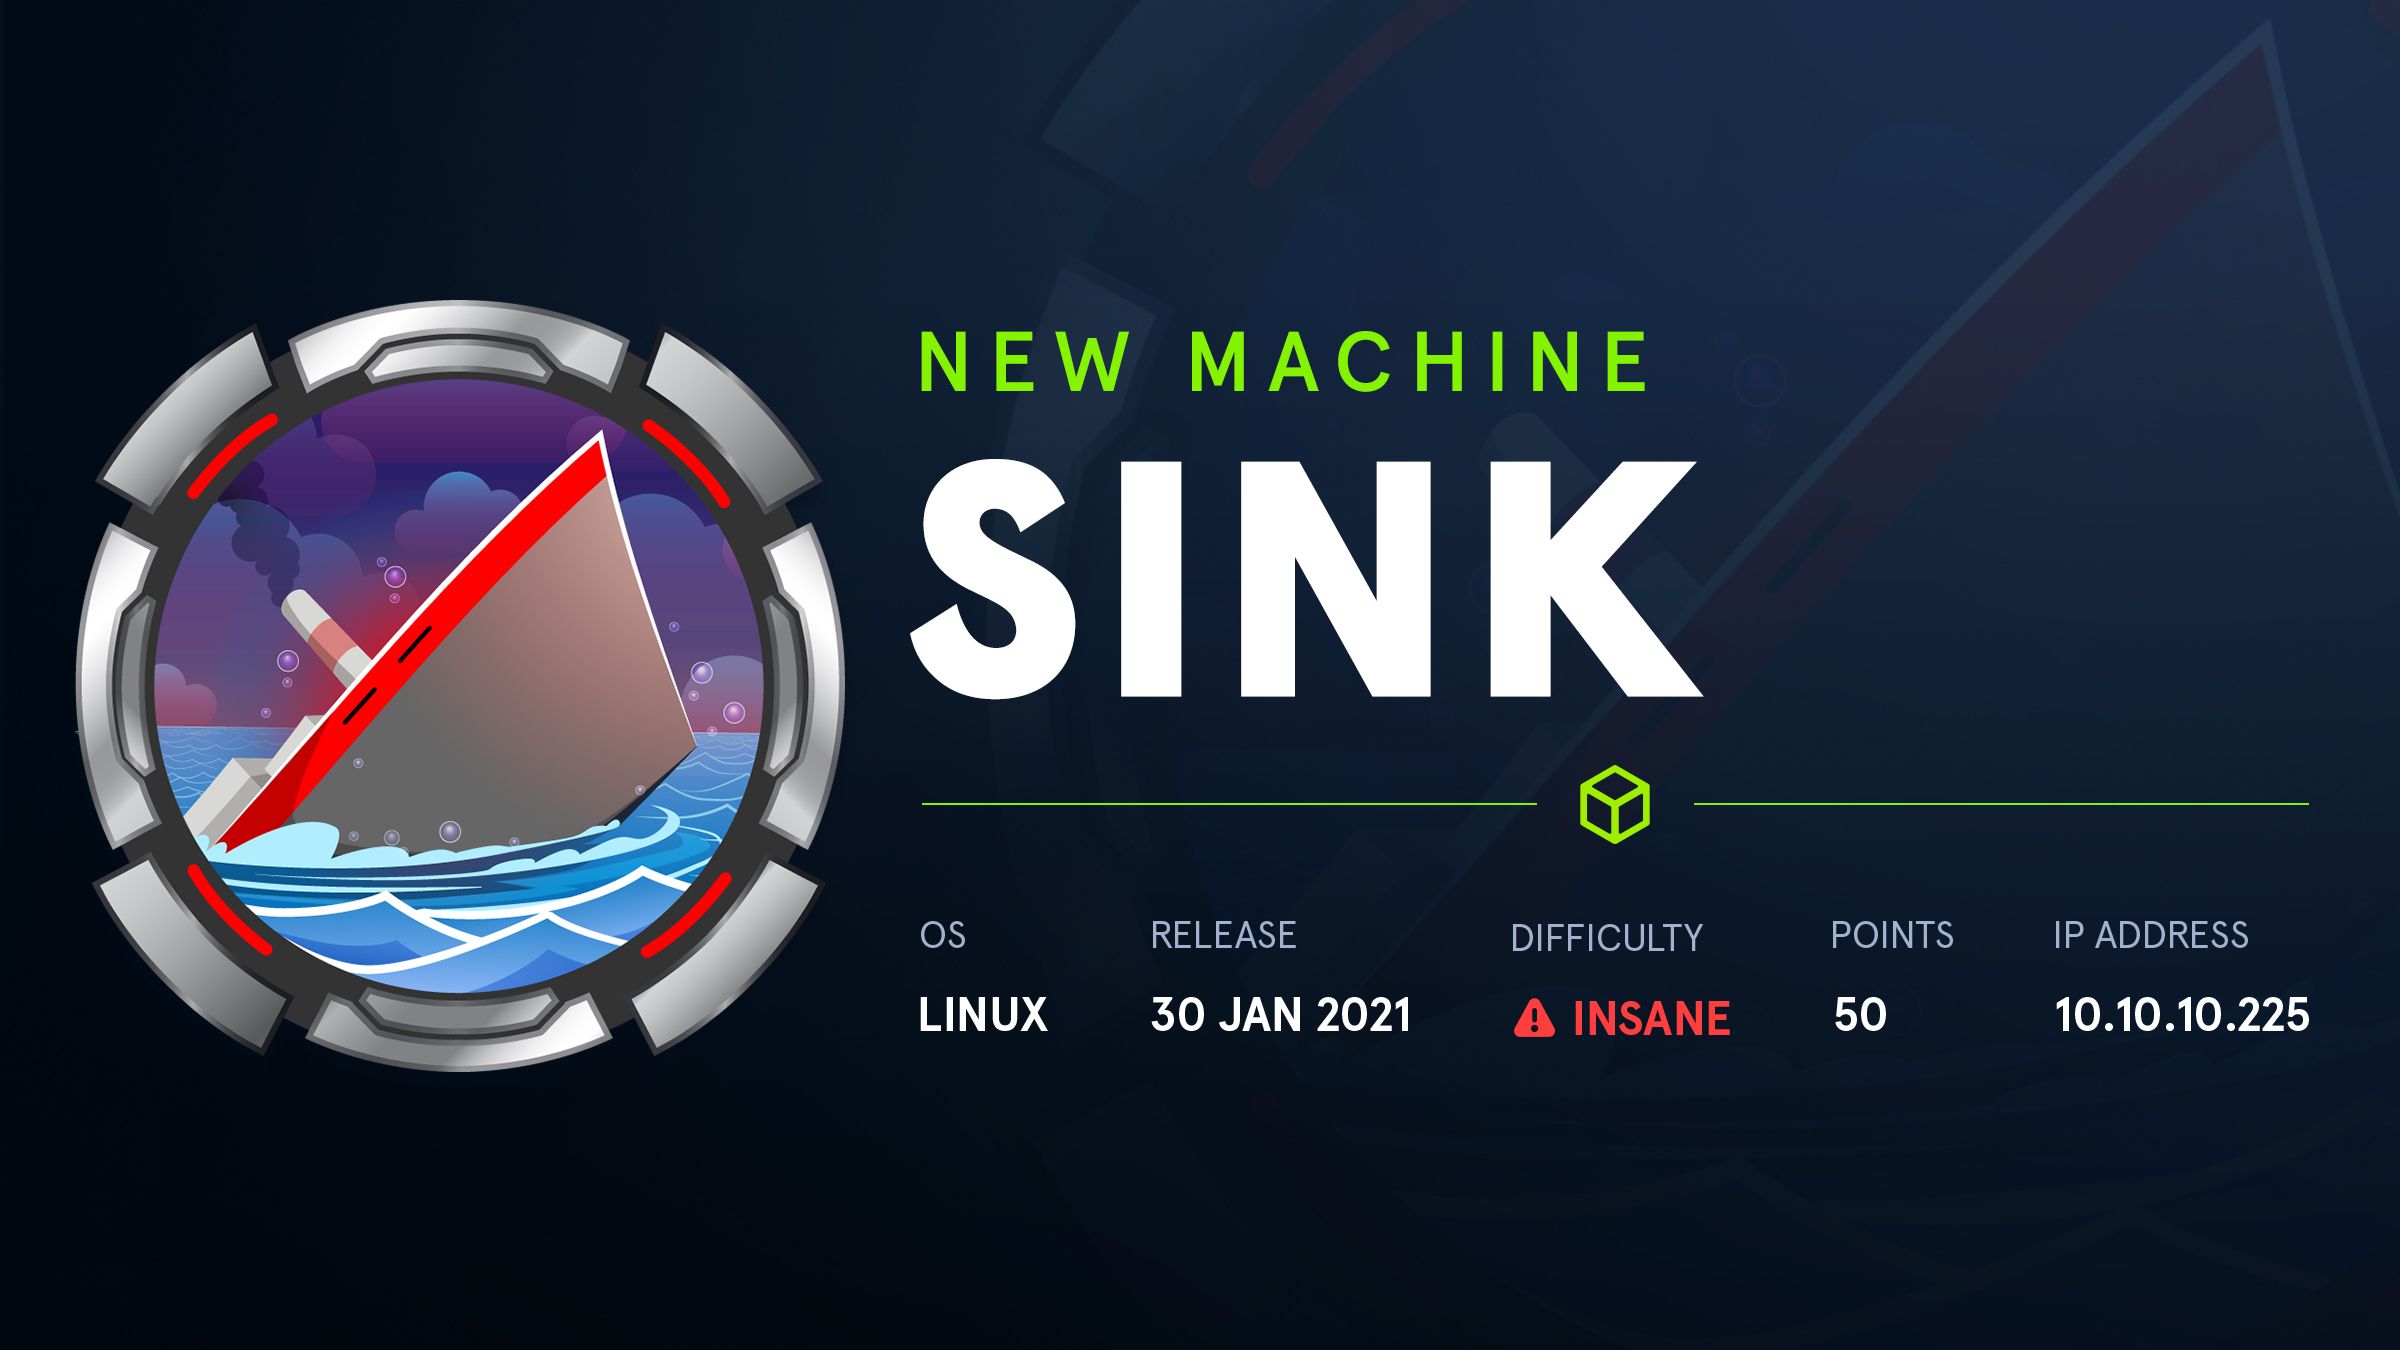 NEW MACHINE
SINK
OS RELEASE DIFFICULTY POINTS IP ADDRESS
LINUX 30 JAN 2021 INSANE 50 10.10.10.225